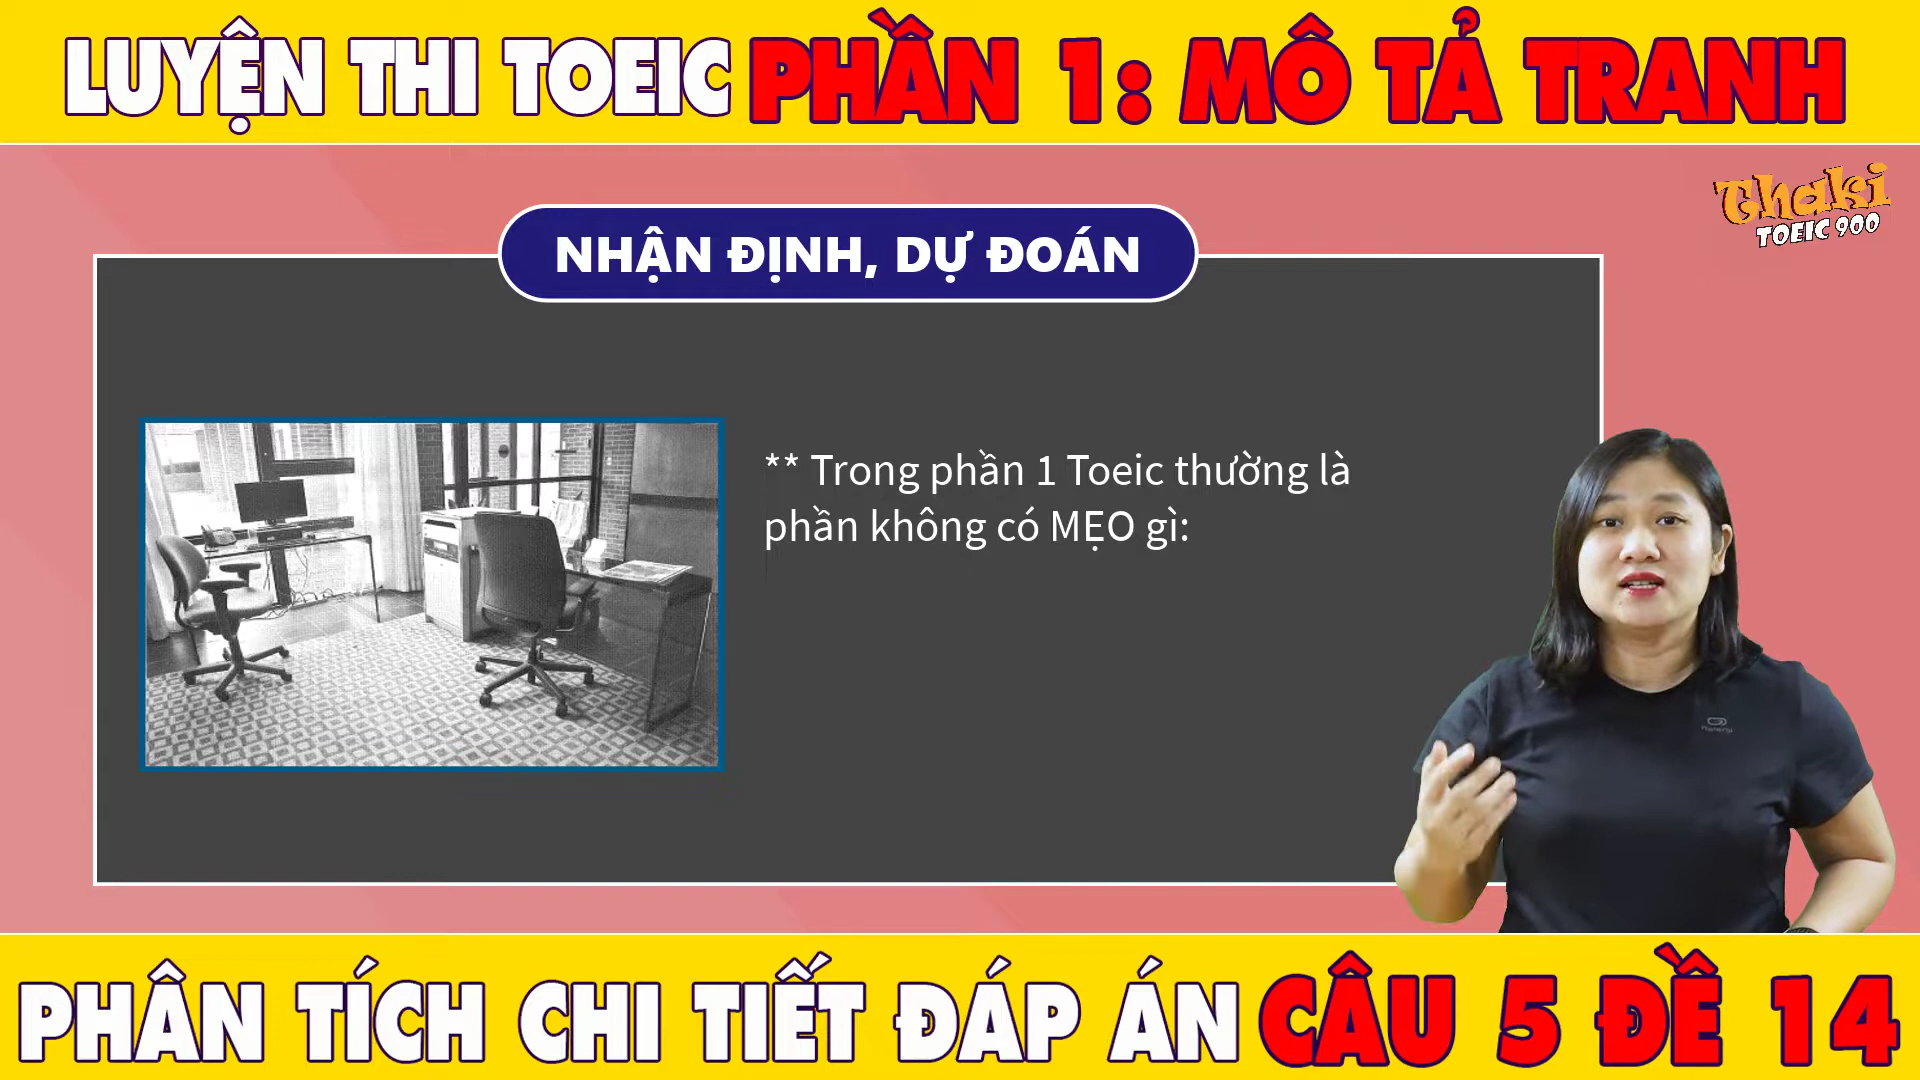 LUYỆN THI TOEIC PHẦN 1: MÔ TẢ TRANH
Thaki
TOEIC 900
NHẬN ĐỊNH, DỰ ĐOÁN
** Trong phần 1 Toeic thường là
phần không có MẸO gì:
PHÂN TÍCH CHI TIẾT ĐÁP ÁN CÂU 5 ĐỀ 14